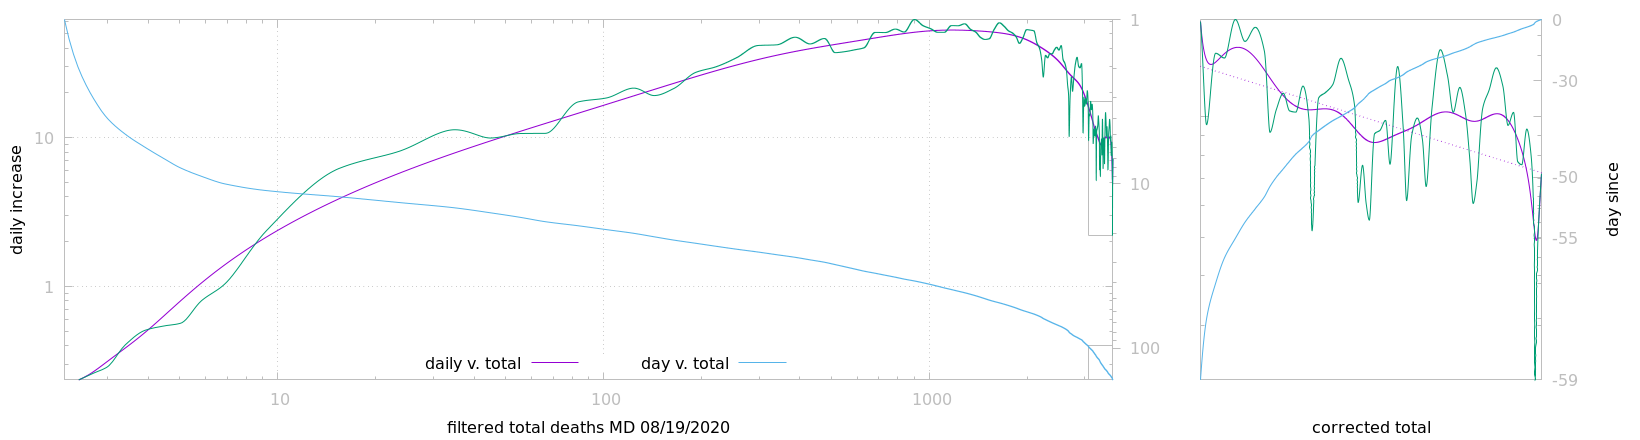 daily increase
10
1
daily v. total
day v. total
10
100
1000
filtered total deaths MD 08/19/2020
1
10
100
0
-30
-50
-55
-59
day since
corrected total